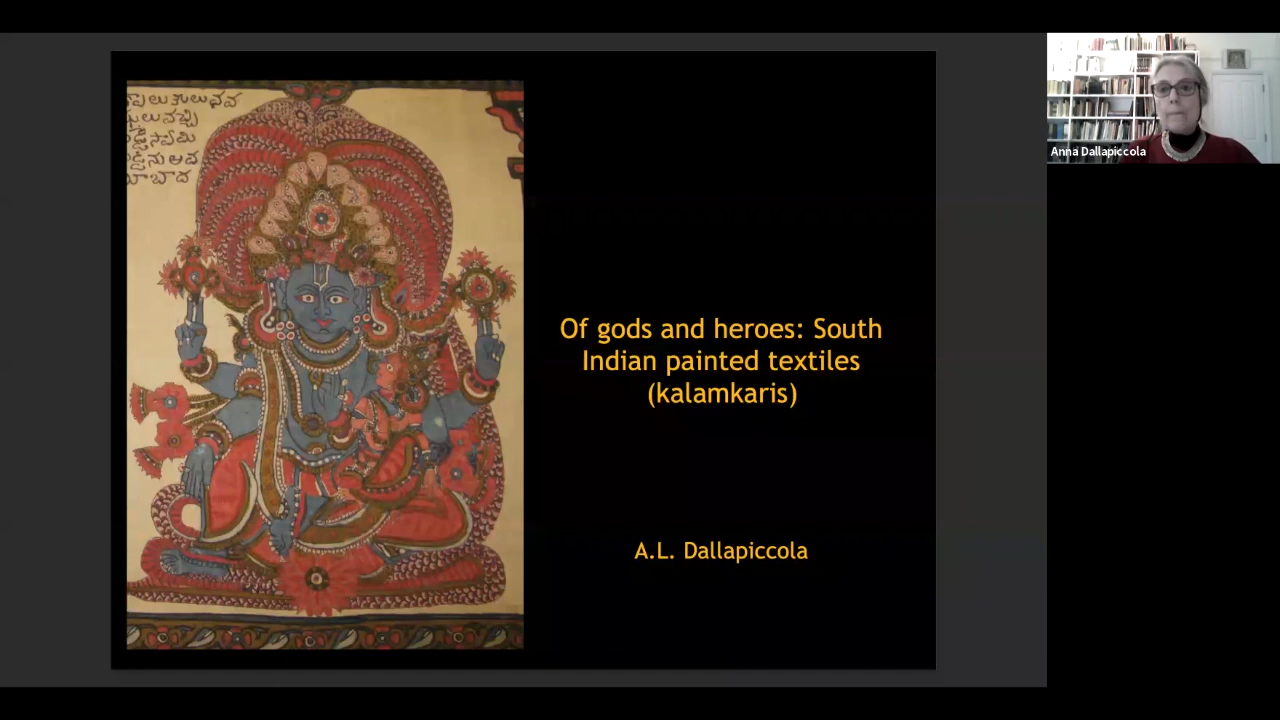 Of gods and heroes: South
Indian painted textiles
(kalamkaris)
A.L. Dallapiccola
Anna Dallapiccola